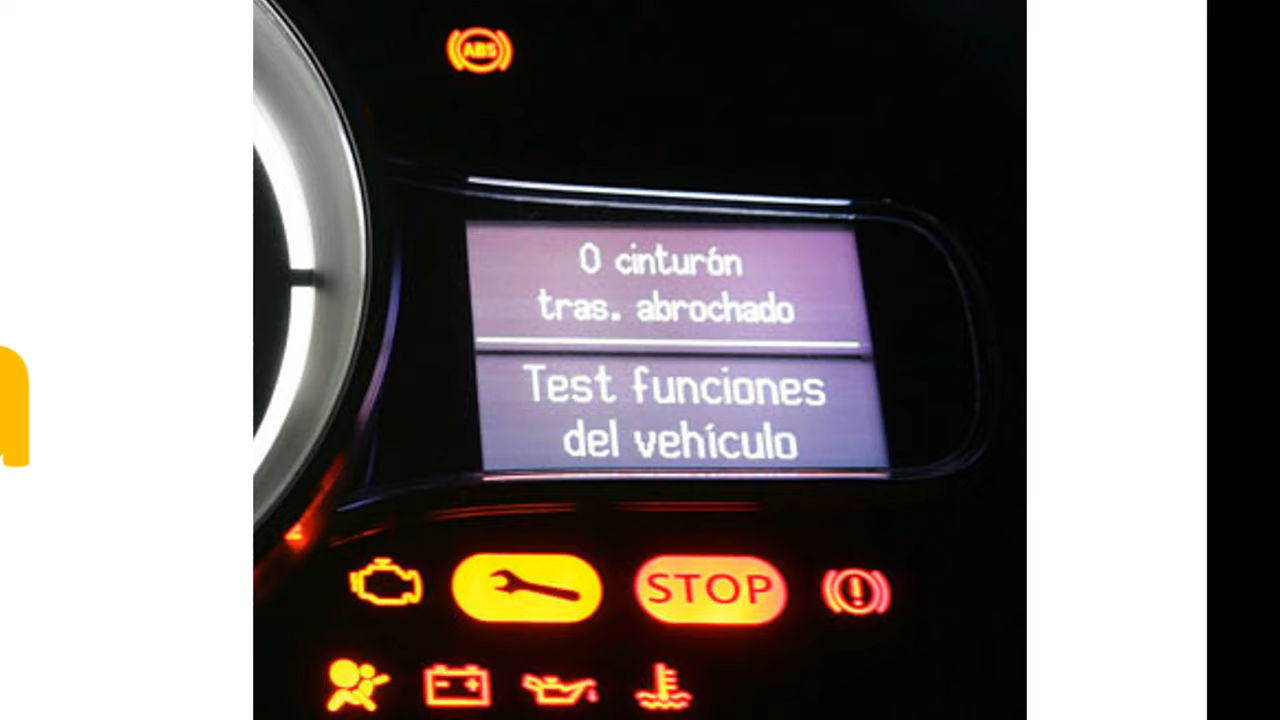 ABS
0 cinturón
tras. abrochado
Test funciones
del vehículo
STOP